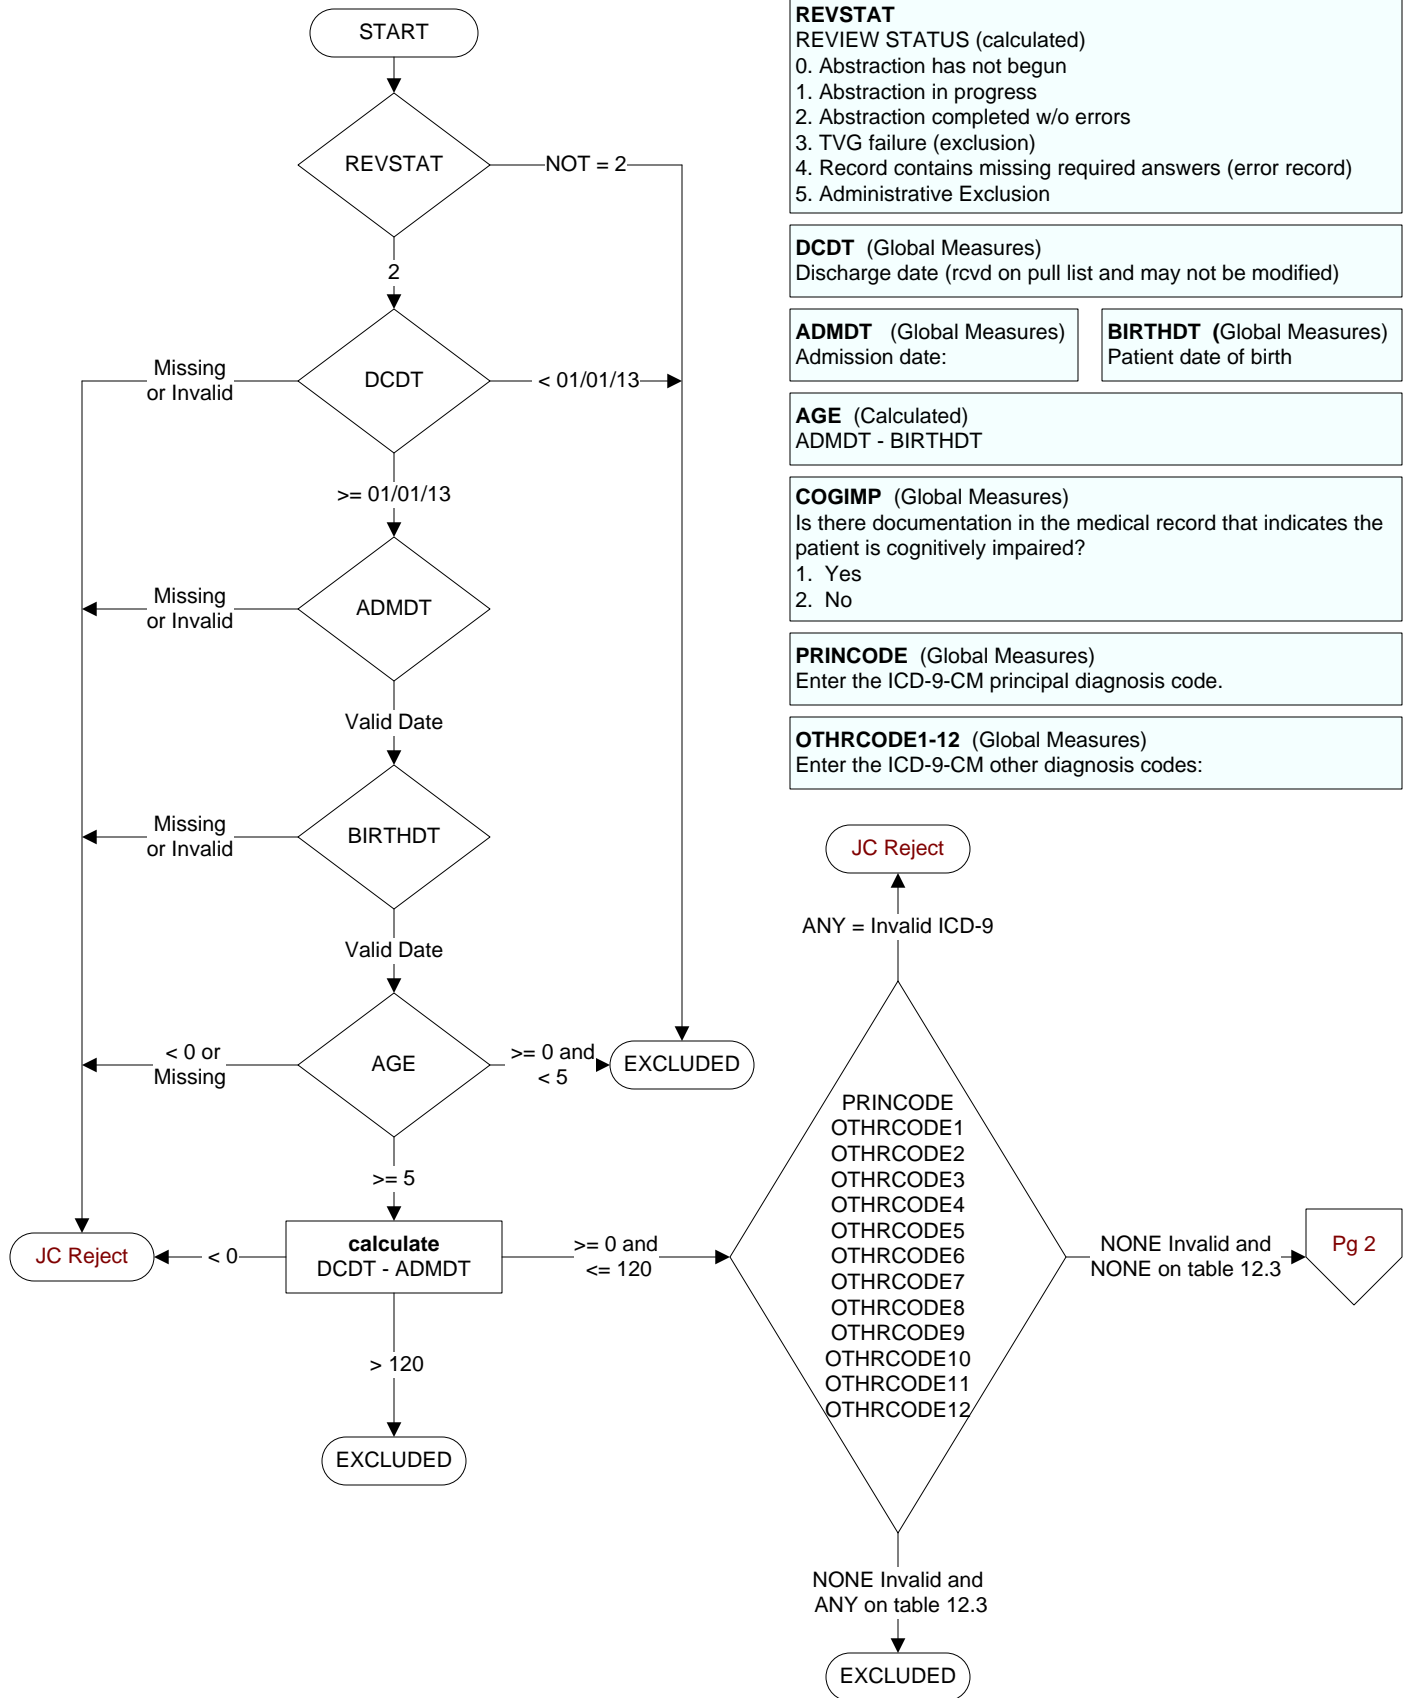 START
REVSTAT
NOT = 2
2
DCDT
Missing
or Invalid
< 01/01/13
>= 01/01/13
ADMDT
Missing
or Invalid
Valid Date
BIRTHDT
Missing
or Invalid
Valid Date
AGE
< 0 or
Missing
>= 0 and
< 5
EXCLUDED
>= 5
calculate
DCDT - ADMDT
< 0
JC Reject
>= 0 and
<= 120
> 120
EXCLUDED
REVSTAT
REVIEW STATUS (calculated)
0. Abstraction has not begun
1. Abstraction in progress
2. Abstraction completed w/o errors
3. TVG failure (exclusion)
4. Record contains missing required answers (error record)
5. Administrative Exclusion
DCDT (Global Measures)
Discharge date (rcvd on pull list and may not be modified)
ADMDT (Global Measures)
Admission date:
BIRTHDT (Global Measures)
Patient date of birth
AGE (Calculated)
ADMDT - BIRTHDT
COGIMP (Global Measures)
Is there documentation in the medical record that indicates the
patient is cognitively impaired?
1. Yes
2. No
PRINCODE (Global Measures)
Enter the ICD-9-CM principal diagnosis code.
OTHRCODE1-12 (Global Measures)
Enter the ICD-9-CM other diagnosis codes:
JC Reject
ANY = Invalid ICD-9
PRINCODE
OTHRCODE1
OTHRCODE2
OTHRCODE3
OTHRCODE4
OTHRCODE5
OTHRCODE6
OTHRCODE7
OTHRCODE8
OTHRCODE9
OTHRCODE10
OTHRCODE11
OTHRCODE12
NONE Invalid and
NONE on table 12.3
Pg 2
NONE Invalid and
ANY on table 12.3
EXCLUDED